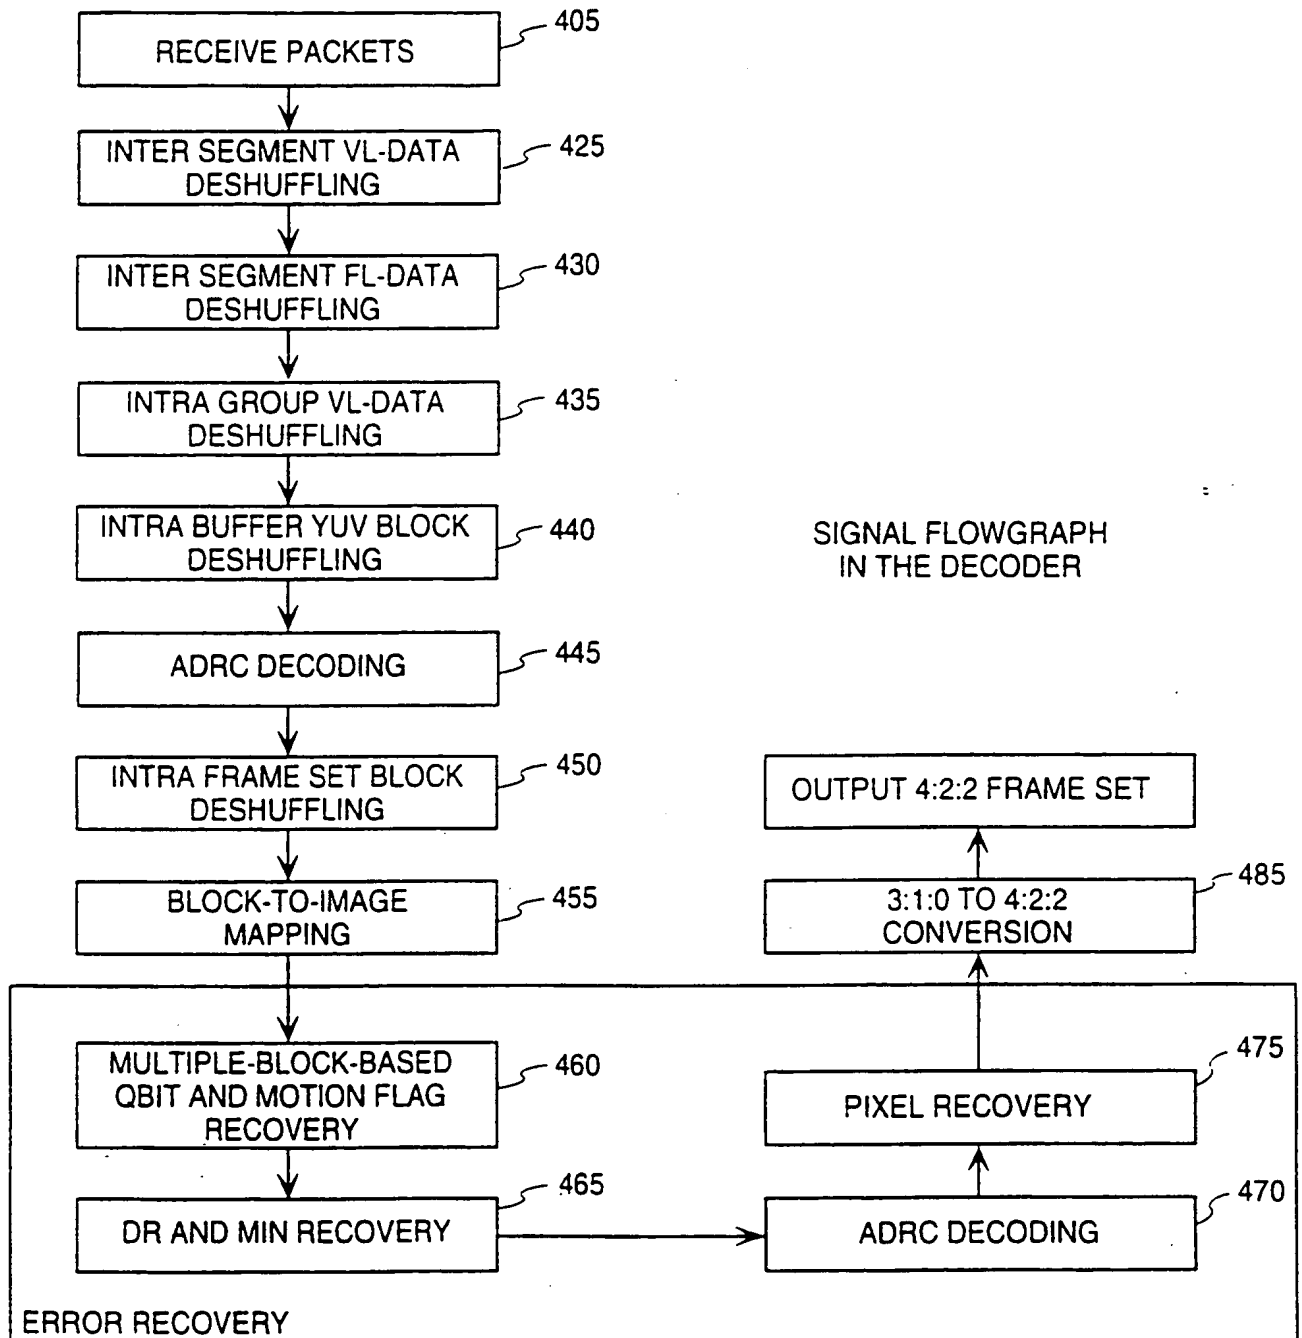 RECEIVE PACKETS
405
INTER SEGMENT VL-DATA
DESHUFFLING
425
INTER SEGMENT FL-DATA
DESHUFFLING
430
INTRA GROUP VL-DATA
DESHUFFLING
435
INTRA BUFFER YUV BLOCK
DESHUFFLING
440
SIGNAL FLOWGRAPH
IN THE DECODER
ADRC DECODING
445
INTRA FRAME SET BLOCK
DESHUFFLING
450
OUTPUT 4:2:2 FRAME SET
BLOCK-TO-IMAGE
MAPPING
455
3:1:0 TO 4:2:2
CONVERSION
485
MULTIPLE-BLOCK-BASED
QBIT AND MOTION FLAG
RECOVERY
460
PIXEL RECOVERY
475
DR AND MIN RECOVERY
465
ADRC DECODING
470
ERROR RECOVERY